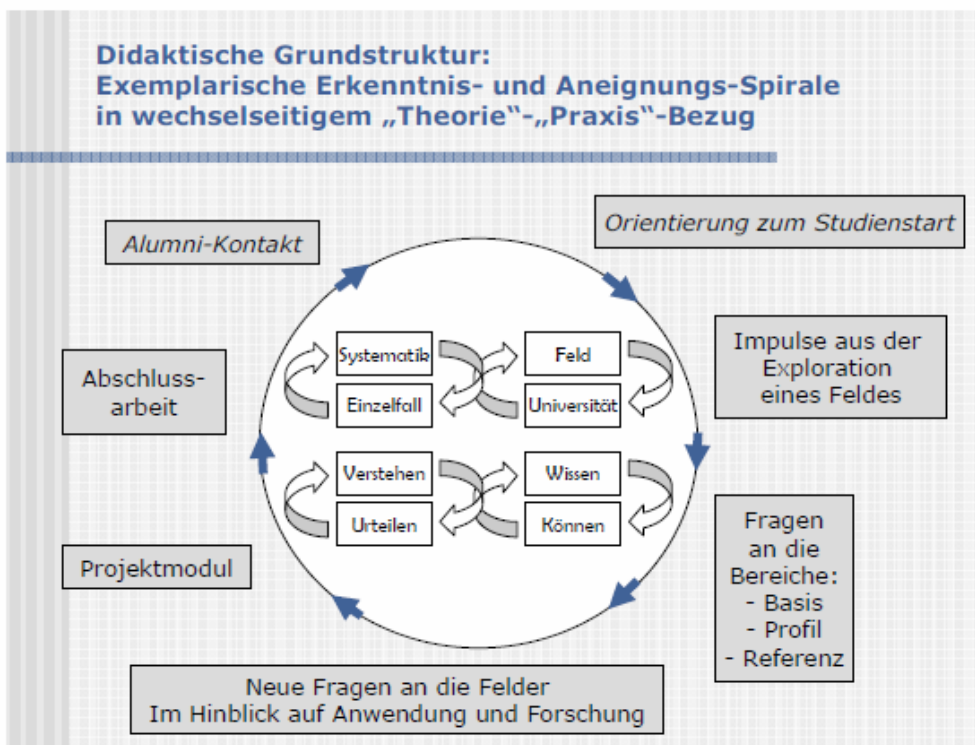 Didaktische Grundstruktur:
Exemplarische Erkenntnis- und Aneignungs-Spirale
in wechselseitigem „Theorie“-„Praxis“-Bezug
Alumni-Kontakt
Orientierung zum Studienstart
Impulse aus der
Exploration
eines Feldes
Abschluss-
arbeit
Systematik
Feld
Einzelfall
Universität
Verstehen
Wissen
Urteilen
Können
Fragen
an die
Bereiche:
- Basis
- Profil
- Referenz
Projektmodul
Neue Fragen an die Felder
Im Hinblick auf Anwendung und Forschung